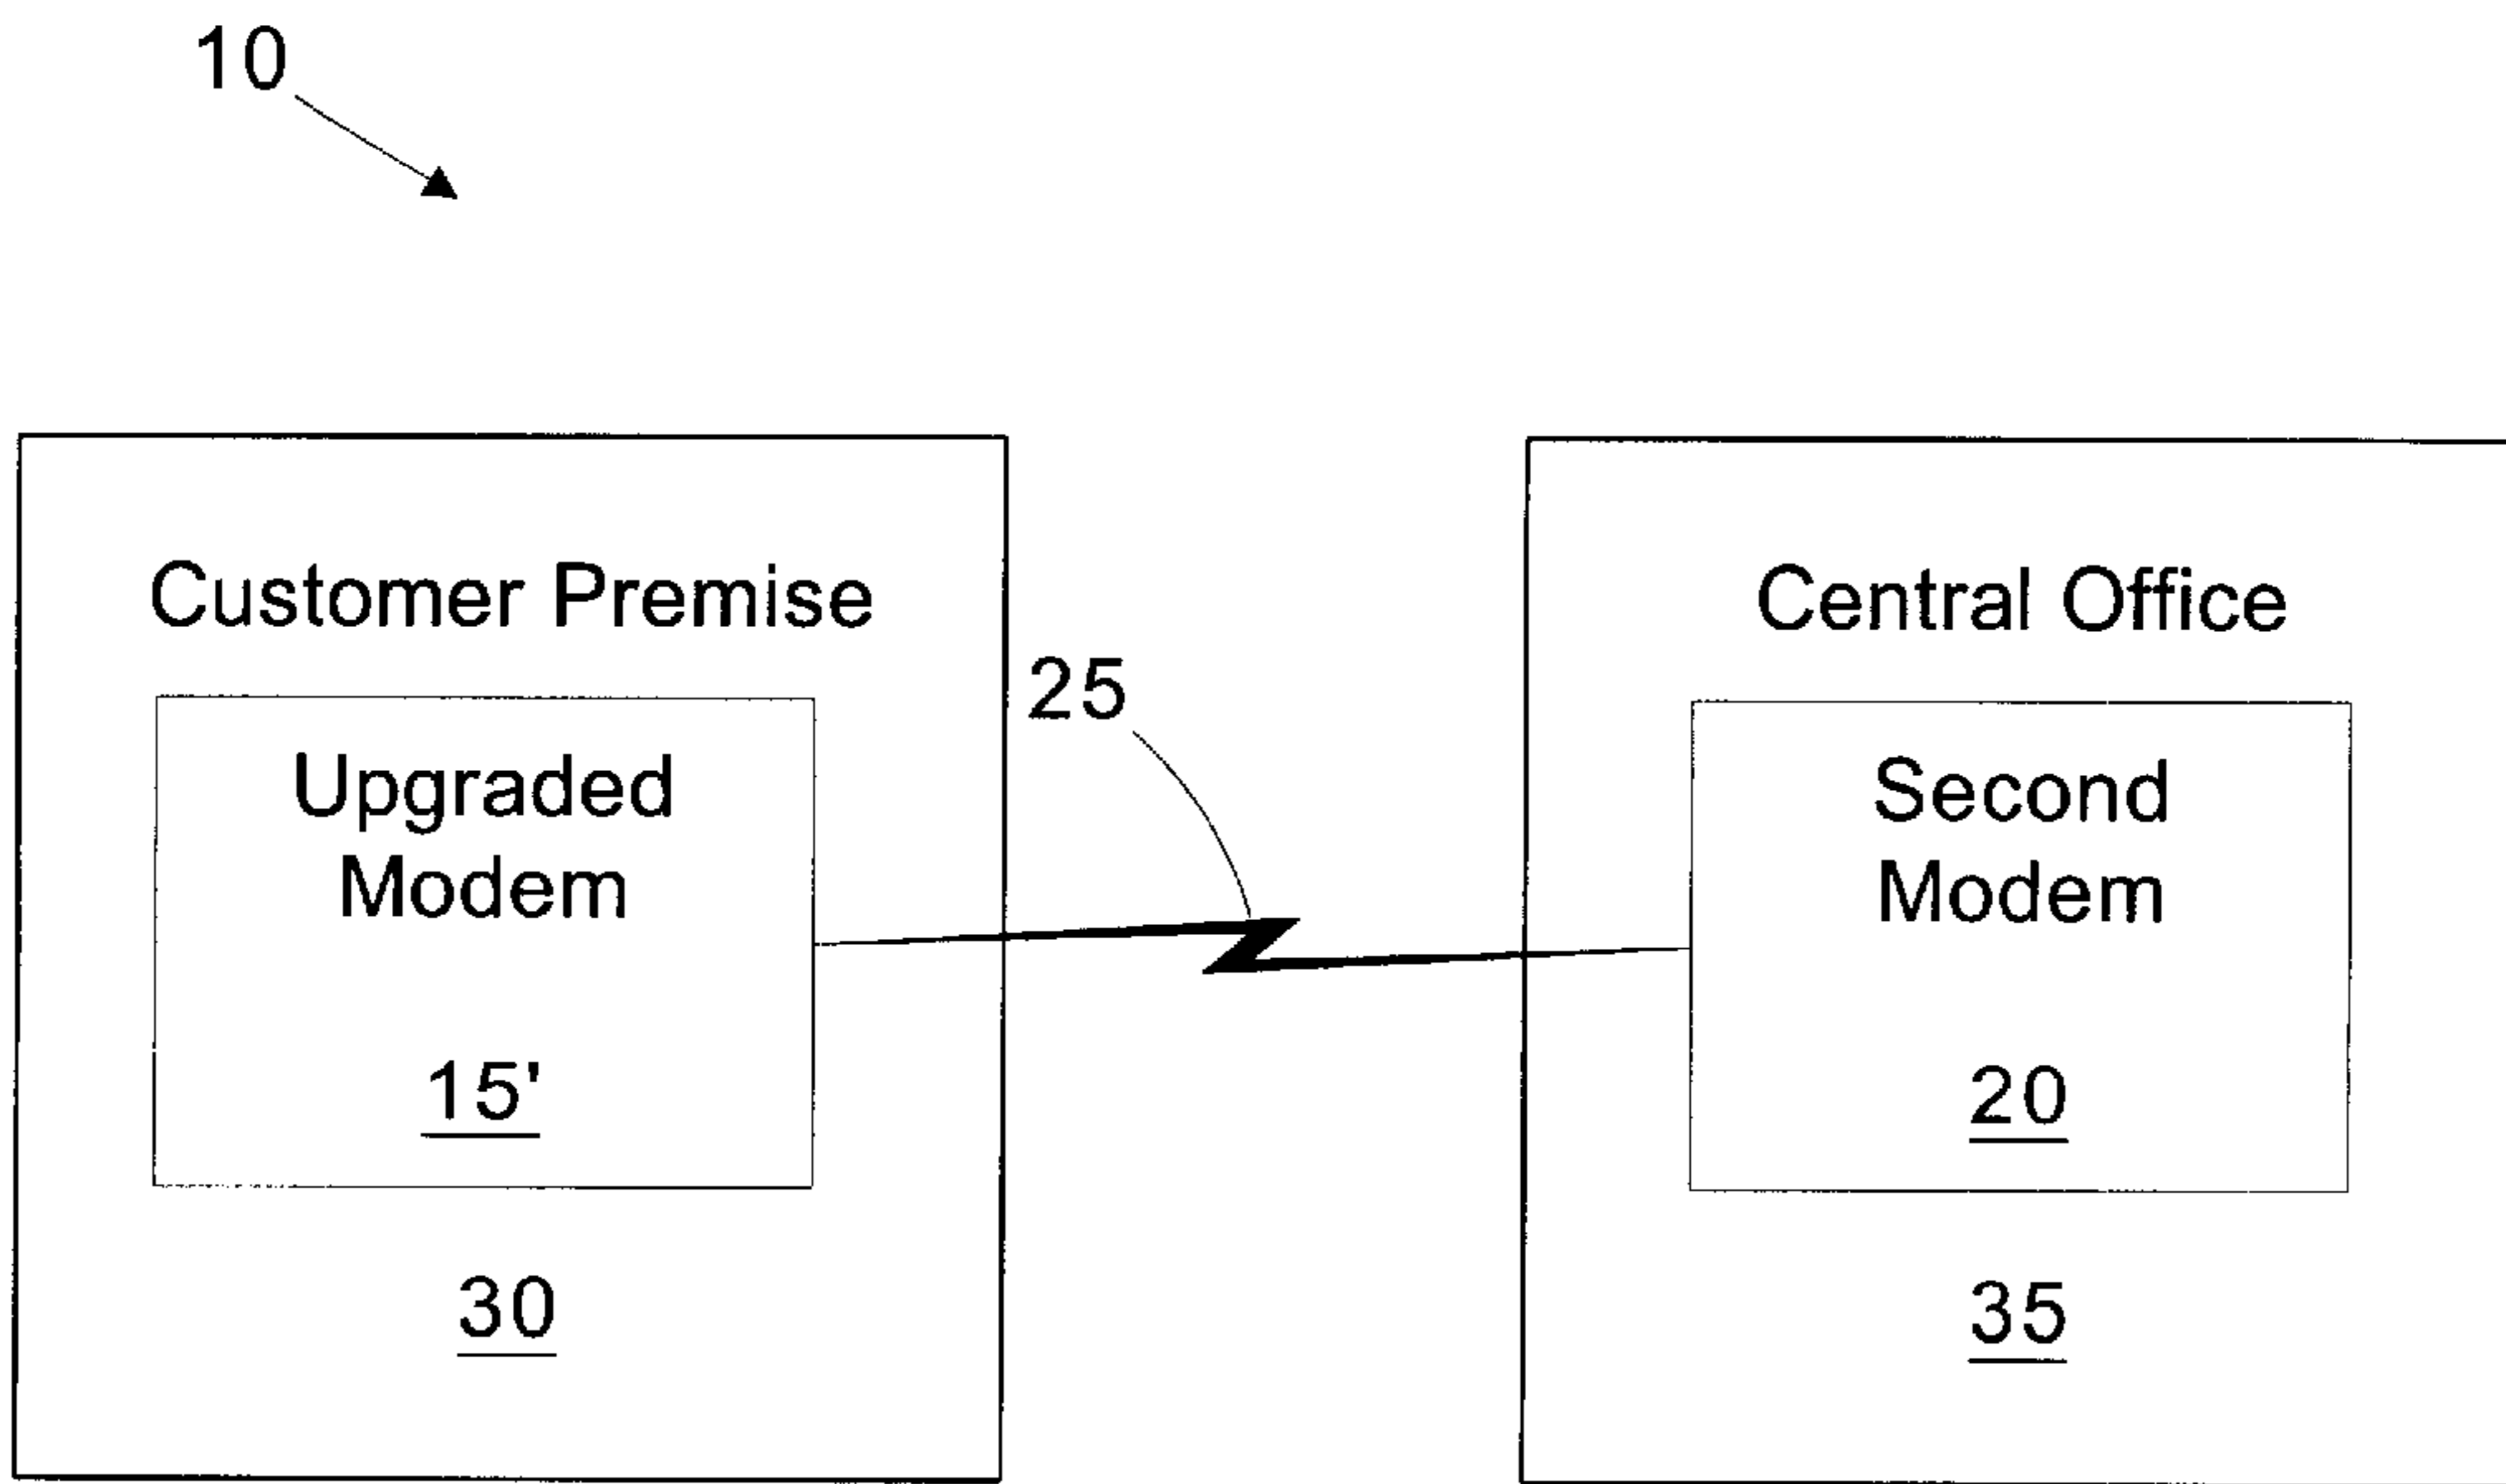 10
Customer Premise
Upgraded
Modem
15'
30
25
Central Office
Second
Modem
20
35